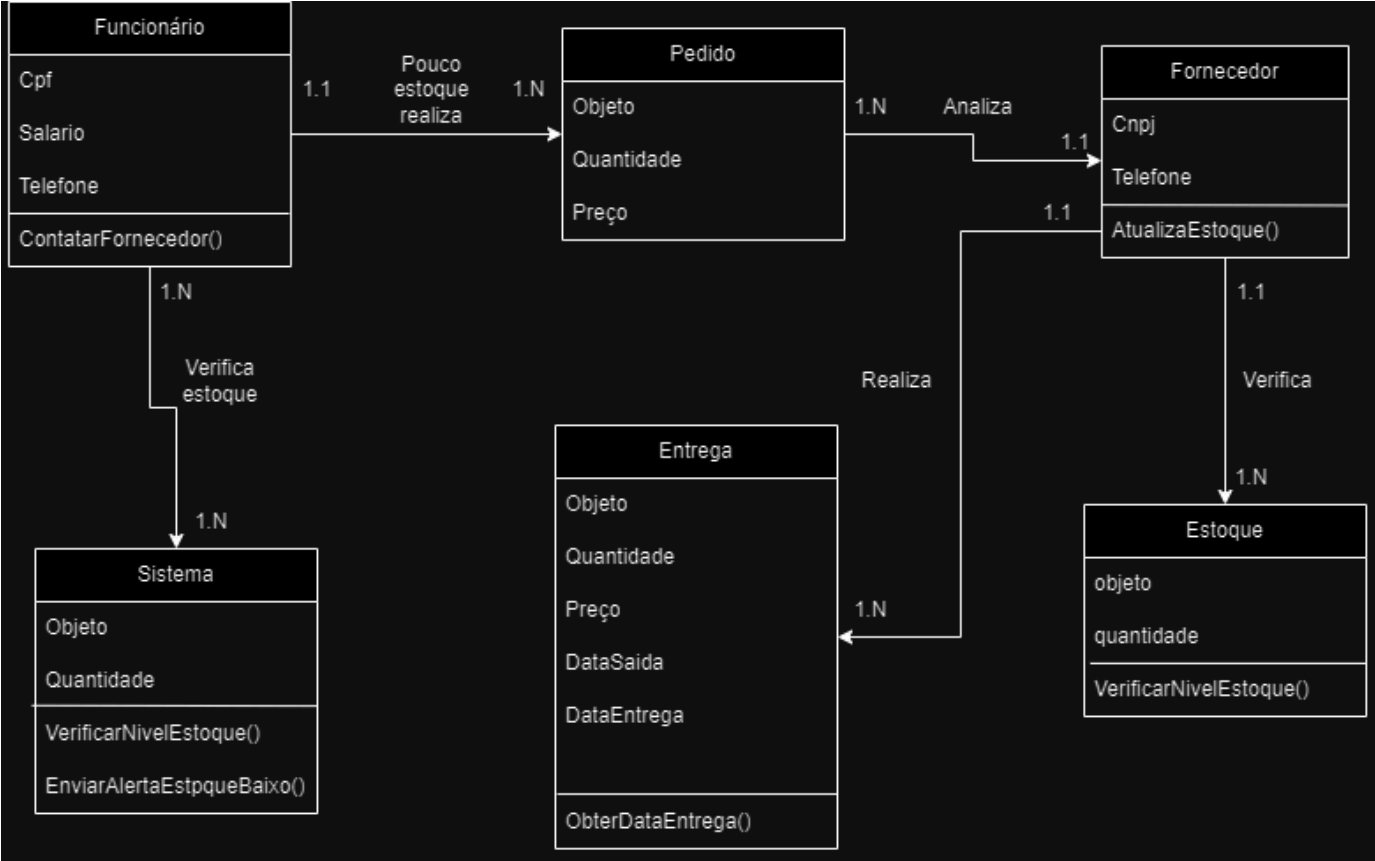 Funcionário
Cpf
Salario
Telefone
ContatarFornecedor()
1.1
Pouco
estoque
realiza
1.N
Pedido
Objeto
Quantidade
Preço
1.N
Analiza
1.1
Fornecedor
Cnpj
Telefone
AtualizaEstoque()
1.1
Realiza
1.N
1.1
Verifica
1.N
1.N
Verifica
estoque
1.N
Sistema
Objeto
Quantidade
VerificarNivelEstoque()
EnviarAlertaEstpqueBaixo()
Entrega
Objeto
Quantidade
Preço
DataSaida
DataEntrega
ObterDataEntrega()
Estoque
objeto
quantidade
VerificarNivelEstoque()